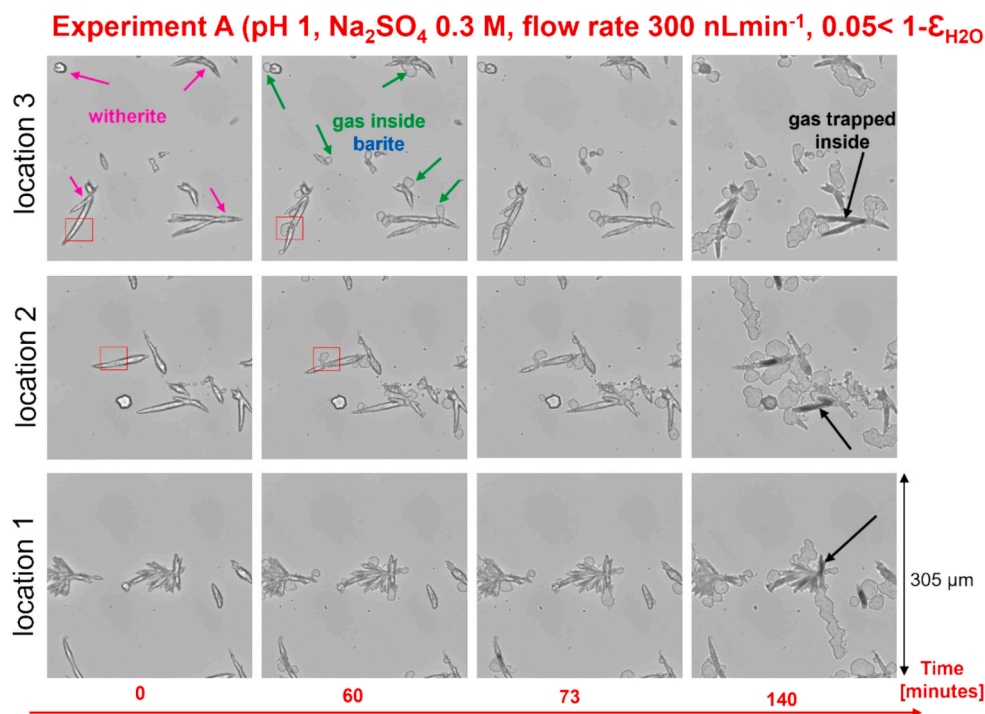 Experiment A (pH 1, Na₂SO₄ 0.3 M, flow rate 300 nLmin⁻¹, 0.05< 1-Ɛ_H2O
location 3
witherite
gas inside
barite
gas trapped
inside
location 2
location 1
305 µm
0
60
73
140
Time
[minutes]